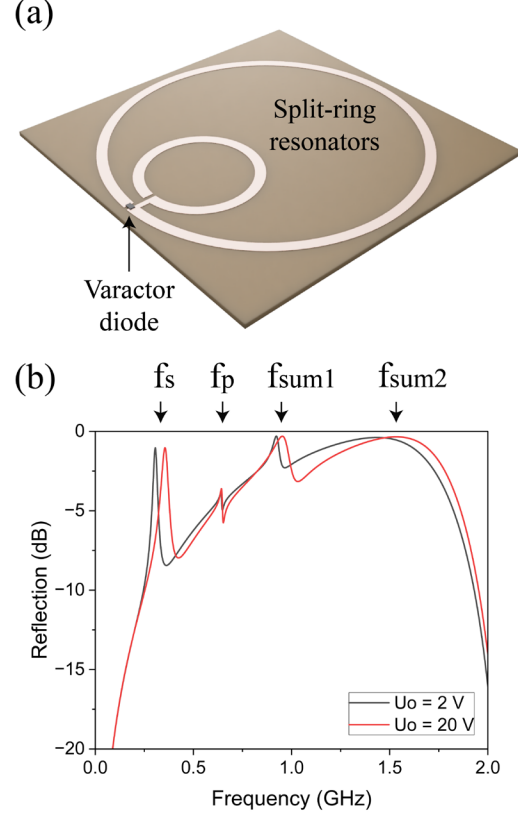 (a)
Split-ring
resonators
Varactor
diode
(b)
fs fp fsum1 fsum2
0
−5
−10
−15
−20
Reflection (dB)
Uo = 2 V
Uo = 20 V
0.0 0.5 1.0 1.5 2.0
Frequency (GHz)